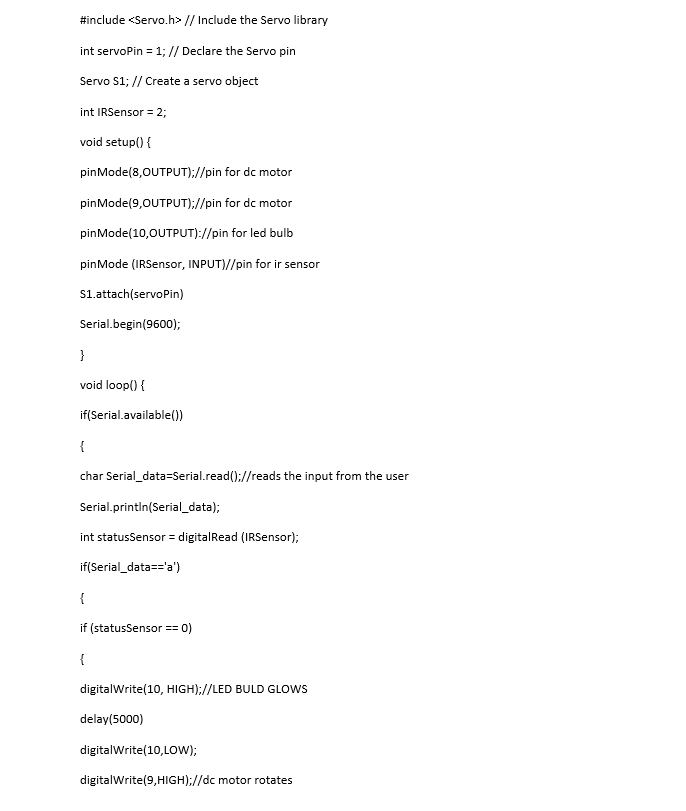 #include <Servo.h> // Include the Servo library
int servoPin = 1; // Declare the Servo pin
Servo S1; // Create a servo object
int IRSensor = 2;
void setup() {
pinMode(8,OUTPUT);//pin for dc motor
pinMode(9,OUTPUT);//pin for dc motor
pinMode(10,OUTPUT)://pin for led bulb
pinMode (IRSensor, INPUT)//pin for ir sensor
S1.attach(servoPin)
Serial.begin(9600);
}
void loop() {
if(Serial.available())
{
char Serial_data=Serial.read();//reads the input from the user
Serial.println(Serial_data);
int statusSensor = digitalRead (IRSensor);
if(Serial_data=='a')
{
if (statusSensor == 0)
{
digitalWrite(10, HIGH);//LED BULD GLOWS
delay(5000)
digitalWrite(10,LOW);
digitalWrite(9,HIGH);//dc motor rotates